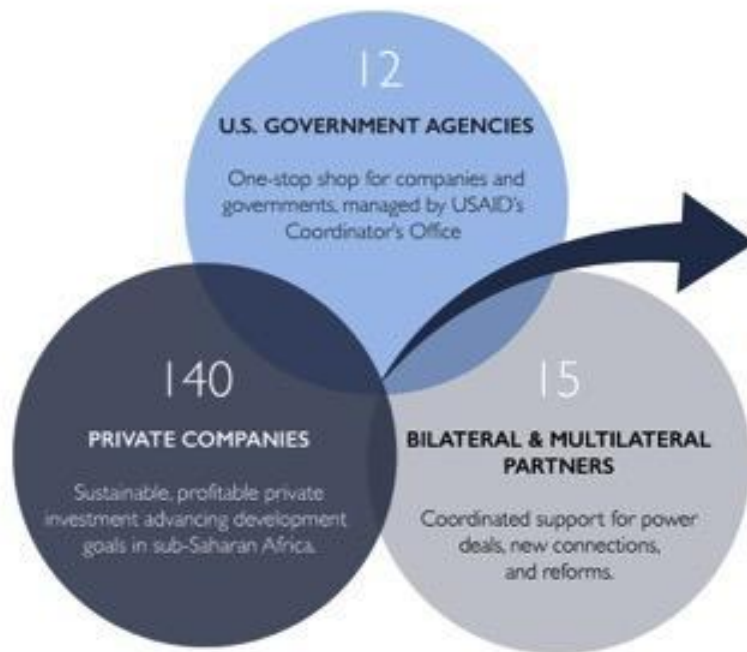 12
U.S. GOVERNMENT AGENCIES
One-stop shop for companies and
governments, managed by USAID's
Coordinator's Office
140
PRIVATE COMPANIES
Sustainable, profitable private
investment advancing development
goals in sub-Saharan Africa.
15
BILATERAL & MULTILATERAL
PARTNERS
Coordinated support for power
deals, new connections,
and reforms.